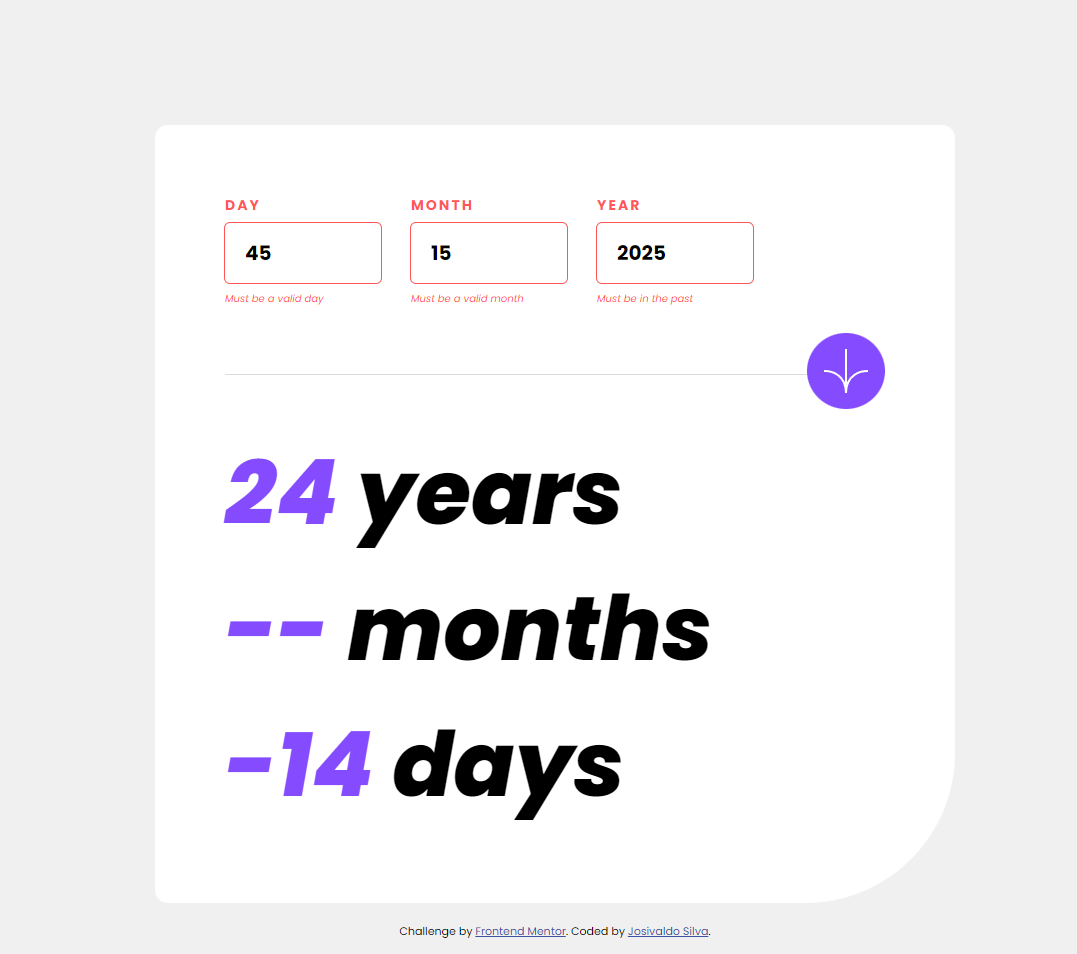 DAY MONTH YEAR
45 15 2025
Must be a valid day Must be a valid month Must be in the past
24 years
-- months
-14 days
Challenge by Frontend Mentor. Coded by Josivaldo Silva.